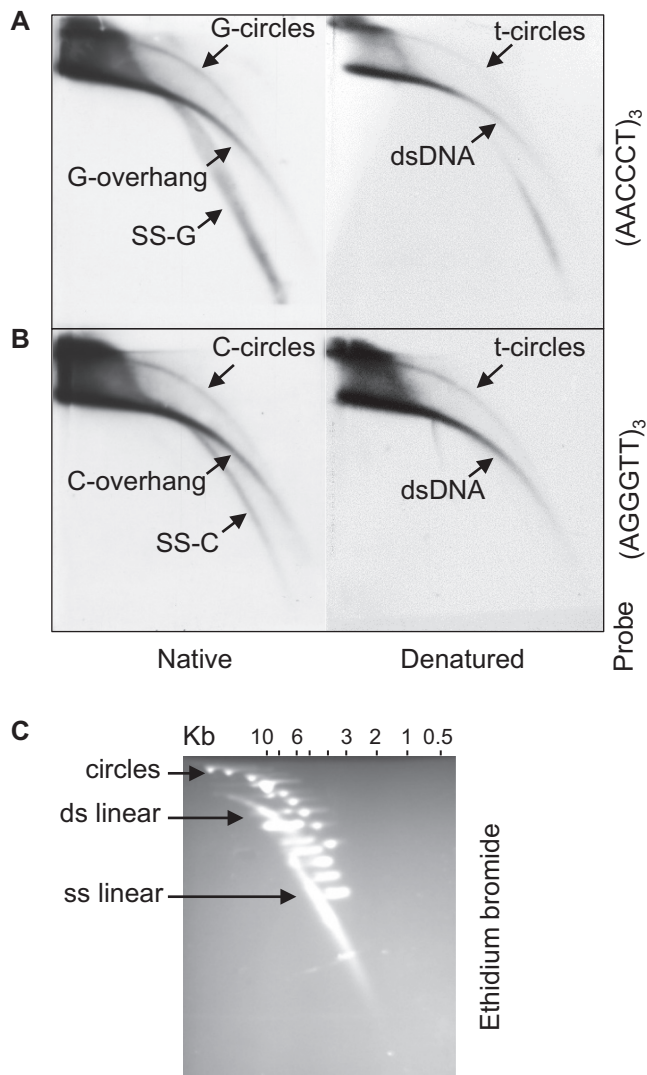 A
G-circles
t-circles
G-overhang
dsDNA
SS-G
(AACCCT)3
B
C-circles
t-circles
C-overhang
dsDNA
SS-C
(AGGGTT)3
Native
Denatured
Probe
C
Kb 10 6 3 2 1 0.5
circles
ds linear
ss linear
Ethidium bromide